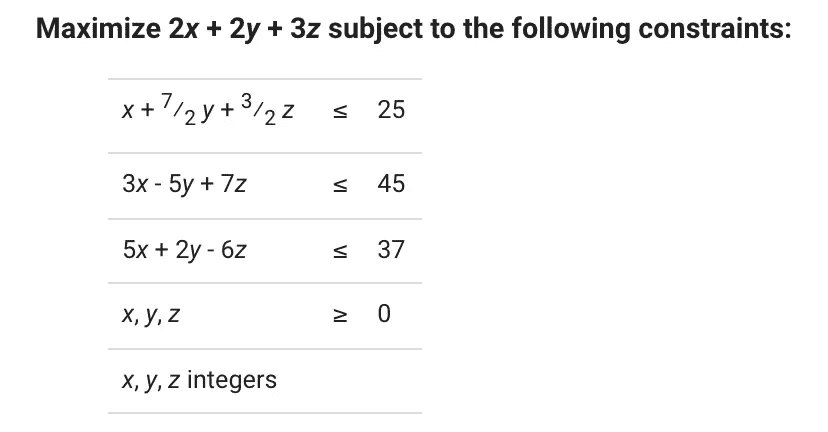 Maximize 2x + 2y + 3z subject to the following constraints:
x + 7/2 y + 3/2 z ≤ 25
3x - 5y + 7z ≤ 45
5x + 2y - 6z ≤ 37
x, y, z ≥ 0
x, y, z integers